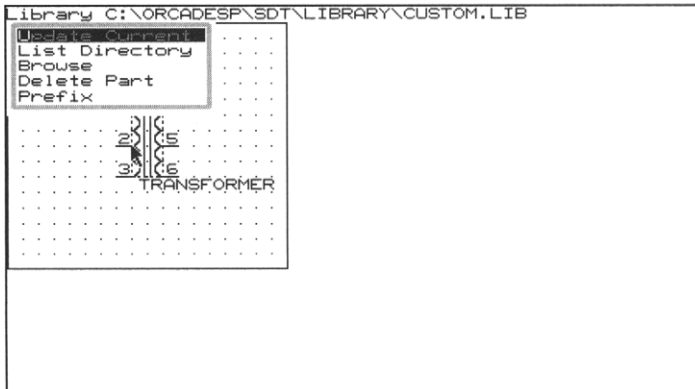 Library C:\ORCADESP\SDT\LIBRARY\CUSTOM.LIB
Update Current
List Directory
Browse
Delete Part
Prefix
2 5
3 6
TRANSFORMER